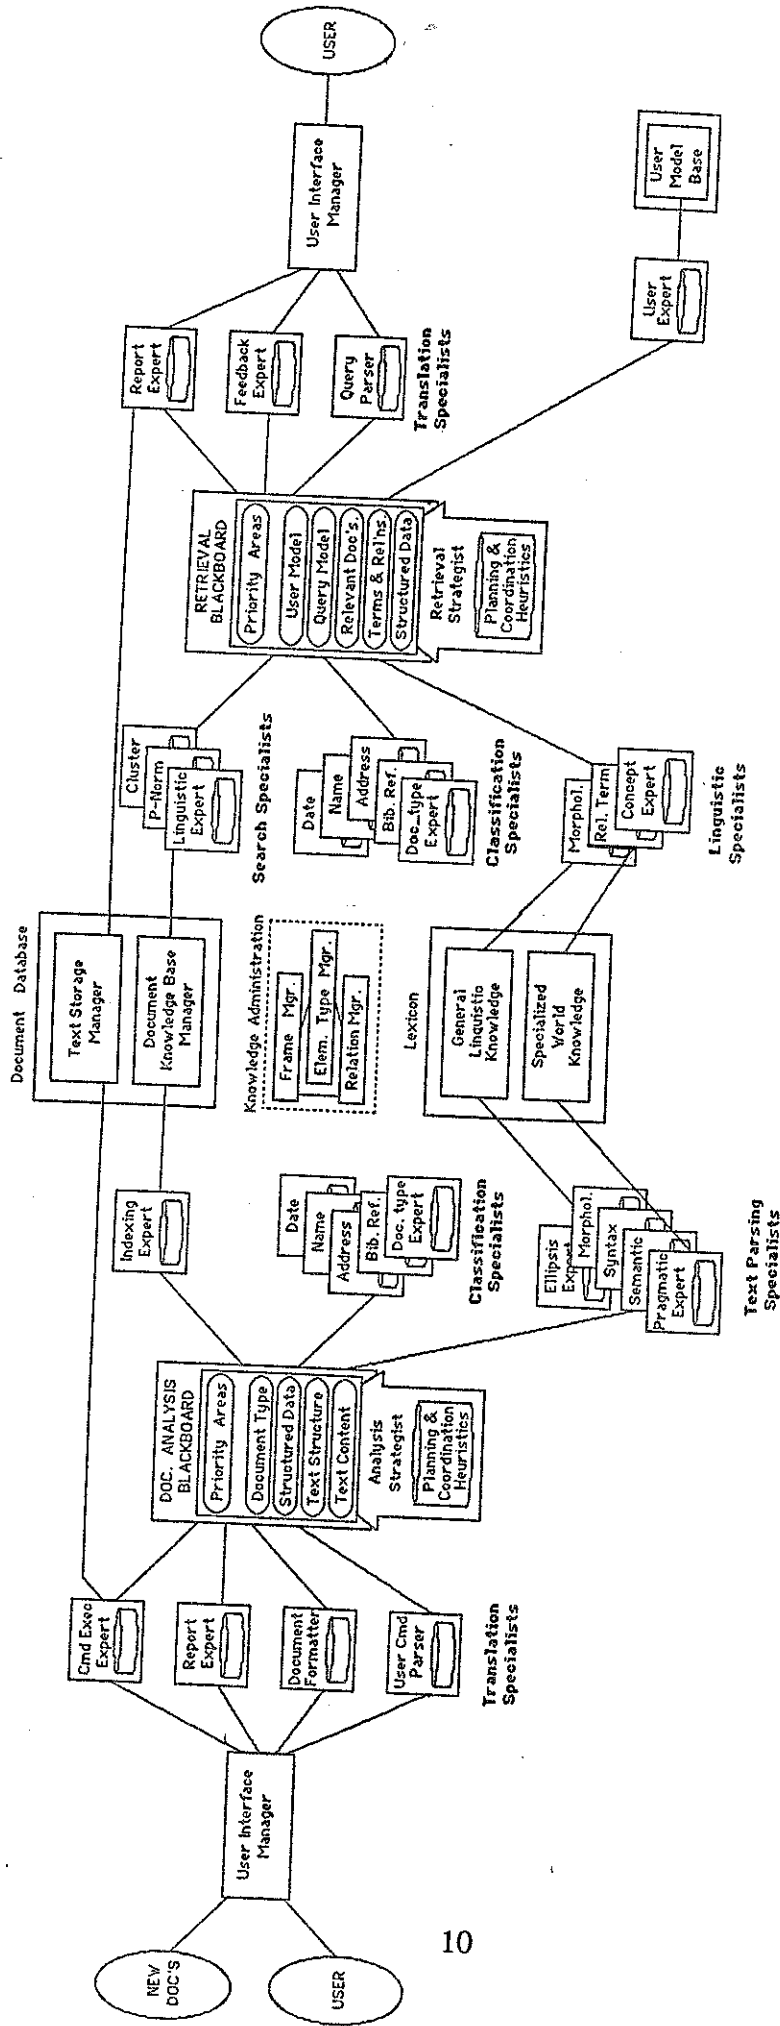 NEW
DOC'S
USER
User Interface
Manager
Cmd Exec
Expert
Report
Expert
Document
Formatter
User Cmd
Parser
Translation
Specialists
DOC. ANALYSIS
BLACKBOARD
Priority Areas
Document Type
Structured Data
Text Structure
Text Content
Analysis
Strategist
Planning &
Coordination
Heuristics
Indexing
Expert
Date
Name
Address
Bib. Ref.
Doc. type
Expert
Classification
Specialists
Ellipsis
Morphol.
Syntax
Semantic
Pragmatic
Expert
Text Parsing
Specialists
Document Database
Text Storage
Manager
Document
Knowledge Base
Manager
Knowledge Administration
Frame Mgr.
Elem. Type Mgr.
Relation Mgr.
Lexicon
General
Linguistic
Knowledge
Specialized
World
Knowledge
Cluster
P-Norm
Linguistic
Expert
Search Specialists
Date
Name
Address
Bib. Ref.
Doc_type
Expert
Classification
Specialists
Morphol.
Rel. Term
Concept
Expert
Linguistic
Specialists
RETRIEVAL
BLACKBOARD
Priority Areas
User Model
Query Model
Relevant Doc's.
Terms & Rel'ns.
Structured Data
Retrieval
Strategist
Planning &
Coordination
Heuristics
Report
Expert
Feedback
Expert
Query
Parser
Translation
Specialists
User Interface
Manager
USER
User
Expert
User
Model
Base
10